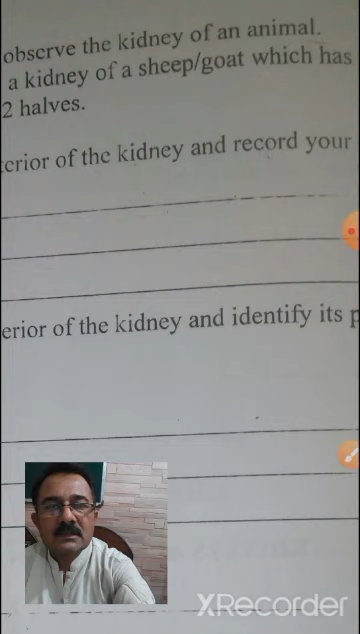 observe the kidney of an animal.
a kidney of a sheep/goat which has
2 halves.
terior of the kidney and record your
erior of the kidney and identify its p
XRecorder